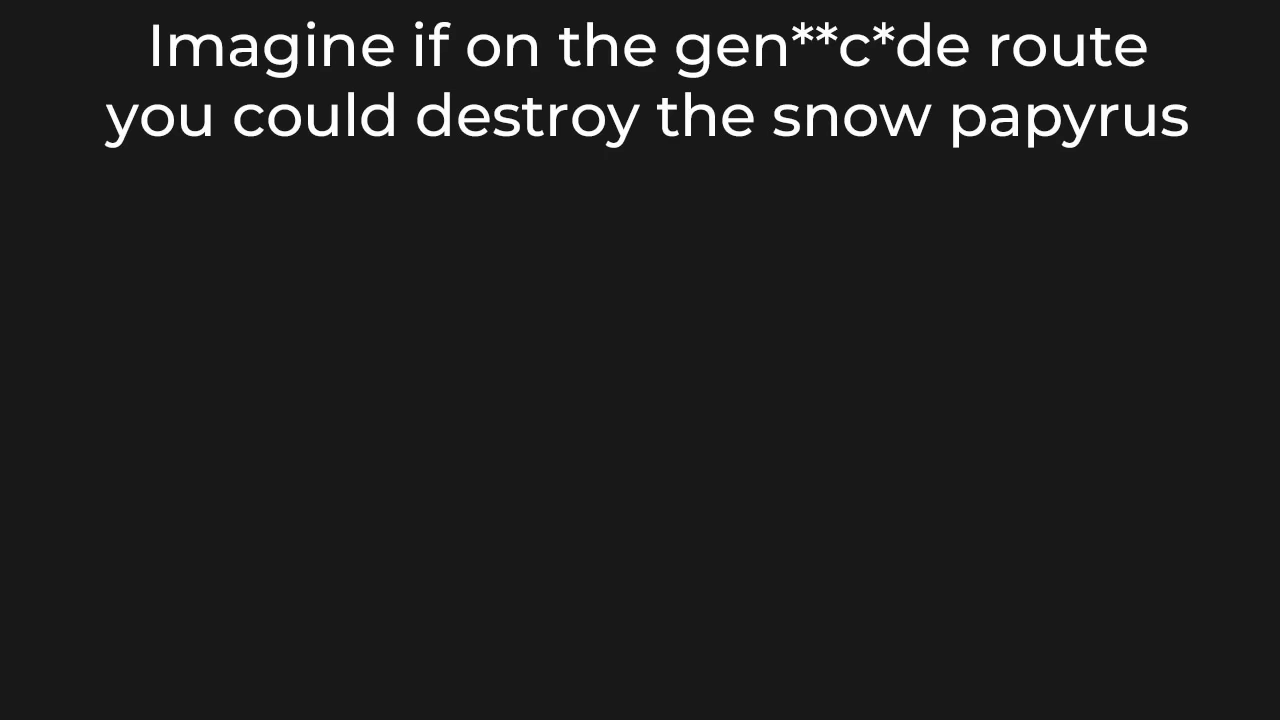 Imagine if on the gen**c*de route
you could destroy the snow papyrus